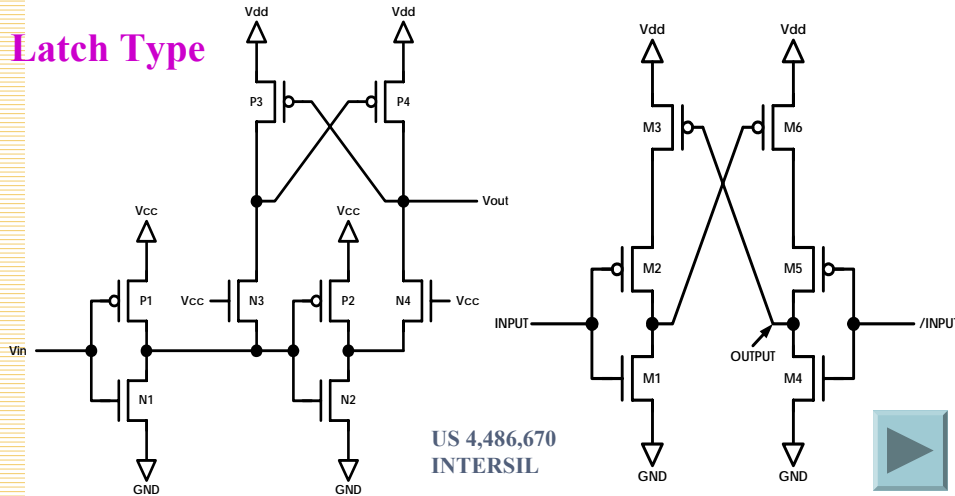 Latch Type
Vdd
Vdd
P3
P4
Vout
Vcc
Vcc
P1
Vcc
N3
P2
N4
Vcc
Vin
N1
N2
GND
GND
US 4,486,670
INTERSIL
Vdd
Vdd
M3
M6
M2
M5
INPUT
/INPUT
OUTPUT
M1
M4
GND
GND